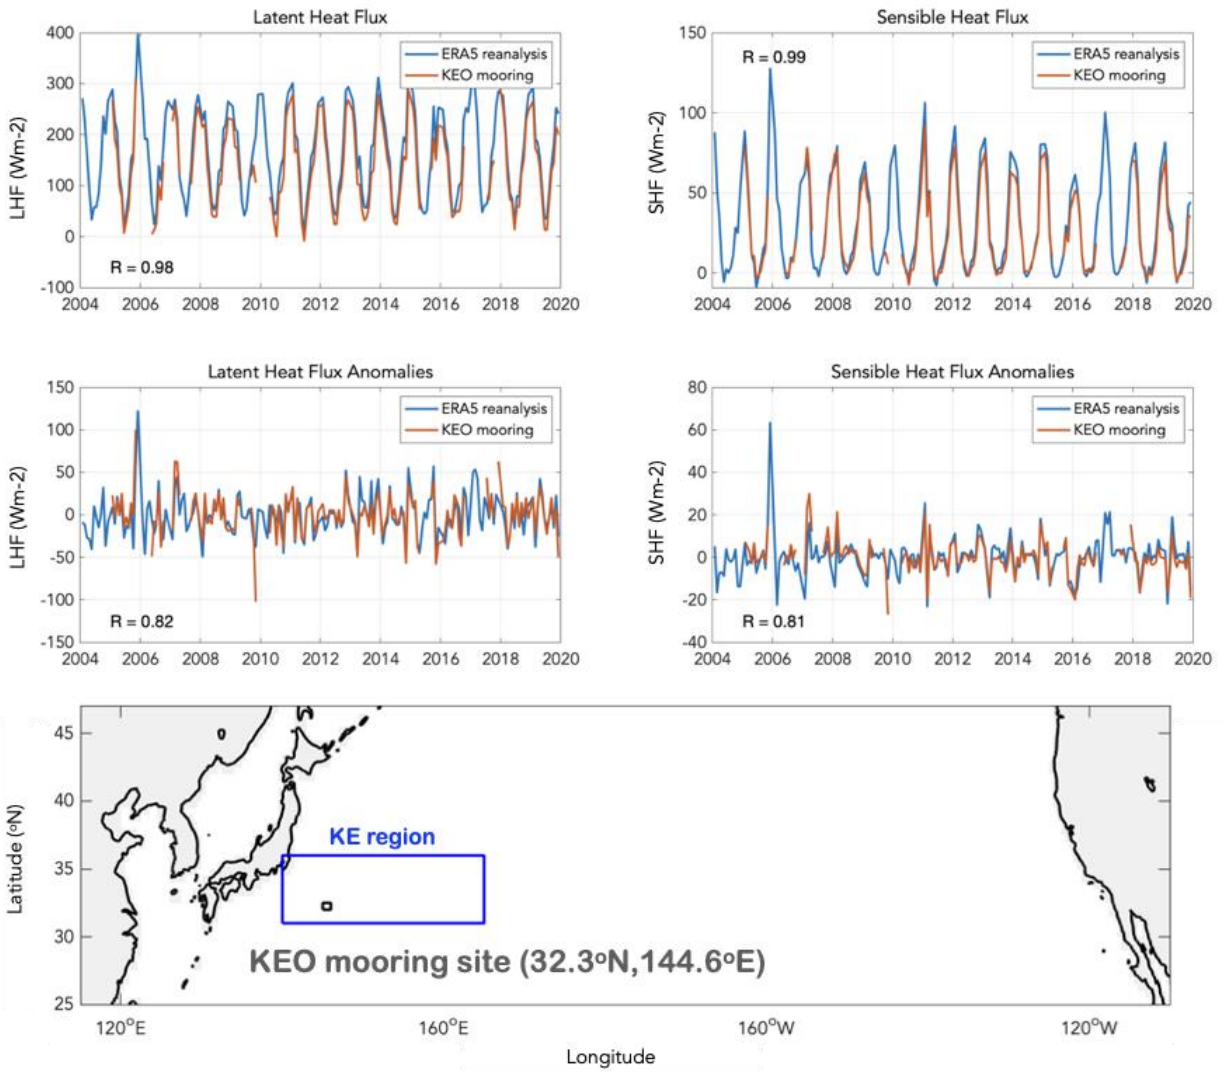 Latent Heat Flux
LHF (Wm-2)
400
300
200
100
0
-100
ERA5 reanalysis
KEO mooring
R = 0.98
2004 2006 2008 2010 2012 2014 2016 2018 2020
Sensible Heat Flux
SHF (Wm-2)
150
100
50
0
R = 0.99
ERA5 reanalysis
KEO mooring
2004 2006 2008 2010 2012 2014 2016 2018 2020
Latent Heat Flux Anomalies
LHF (Wm-2)
150
100
50
0
-50
-100
-150
ERA5 reanalysis
KEO mooring
R = 0.82
2004 2006 2008 2010 2012 2014 2016 2018 2020
Sensible Heat Flux Anomalies
SHF (Wm-2)
80
60
40
20
0
-20
-40
ERA5 reanalysis
KEO mooring
R = 0.81
2004 2006 2008 2010 2012 2014 2016 2018 2020
Latitude (oN)
45
40
35
30
25
KE region
KEO mooring site (32.3oN,144.6oE)
120oE 160oE 160oW 120oW
Longitude